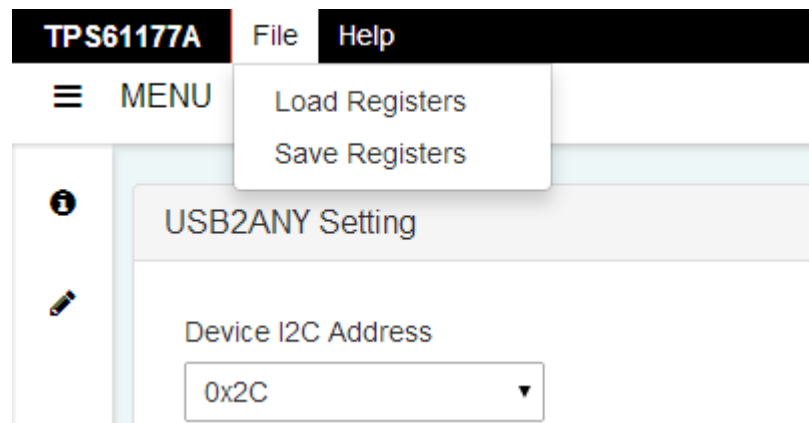 TPS61177A File Help
MENU
Load Registers
Save Registers
USB2ANY Setting
Device I2C Address
0x2C